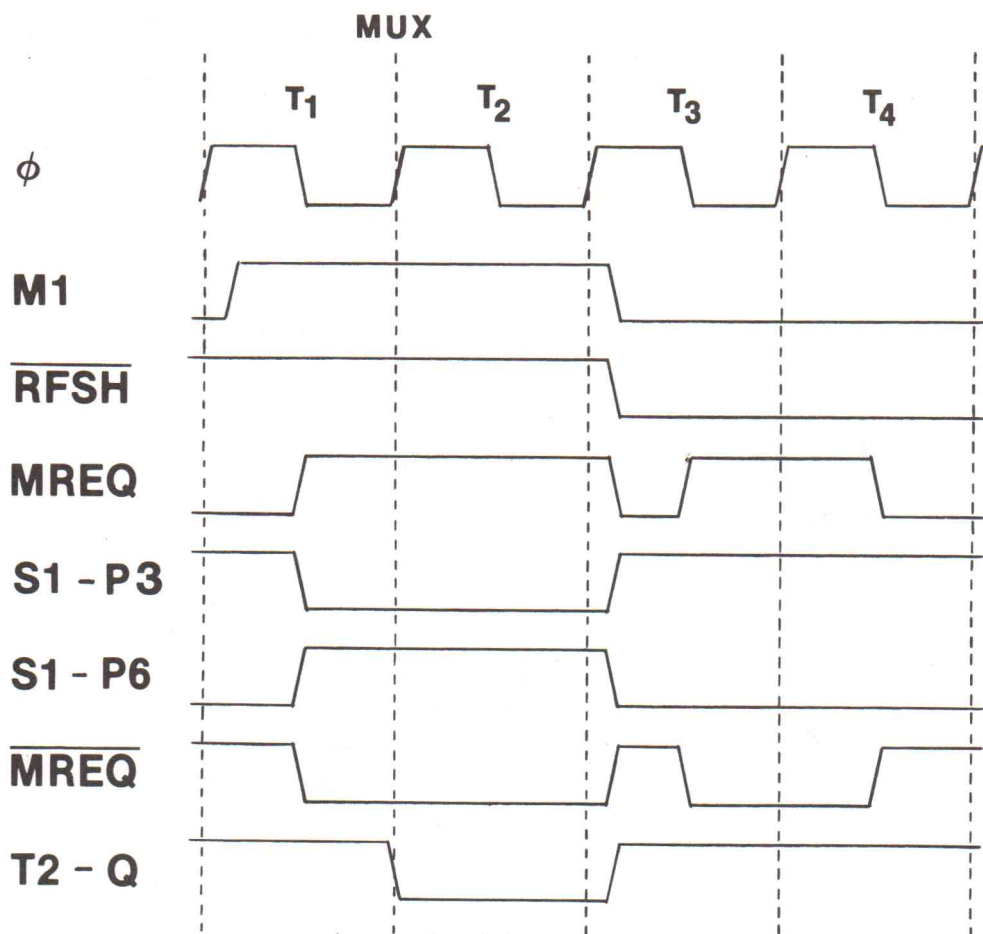 MUX
T1 T2 T3 T4
ϕ
M1
RFSH
MREQ
S1 - P3
S1 - P6
MREQ
T2 - Q